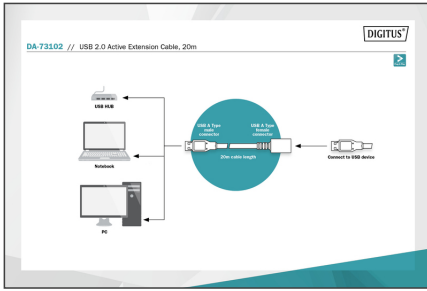 DIGITUS®
DA-73102 // USB 2.0 Active Extension Cable, 20m
USB HUB
USB A Type
male
connector
USB A Type
female
connector
20m cable length
Notebook
Connect to USB device
PC